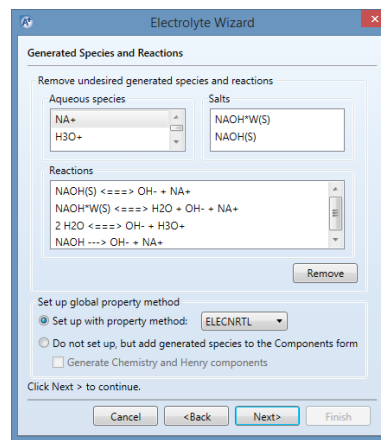 Electrolyte Wizard
Generated Species and Reactions
Remove undesired generated species and reactions
Aqueous species
Salts
NA+
H3O+
NAOH*W(S)
NAOH(S)
Reactions
NAOH(S) <===> OH- + NA+
NAOH*W(S) <===> H2O + OH- + NA+
2 H2O <===> OH- + H3O+
NAOH ---> OH- + NA+
Remove
Set up global property method
Set up with property method: ELECNRTL
Do not set up, but add generated species to the Components form
Generate Chemistry and Henry components
Click Next > to continue.
Cancel <Back Next> Finish